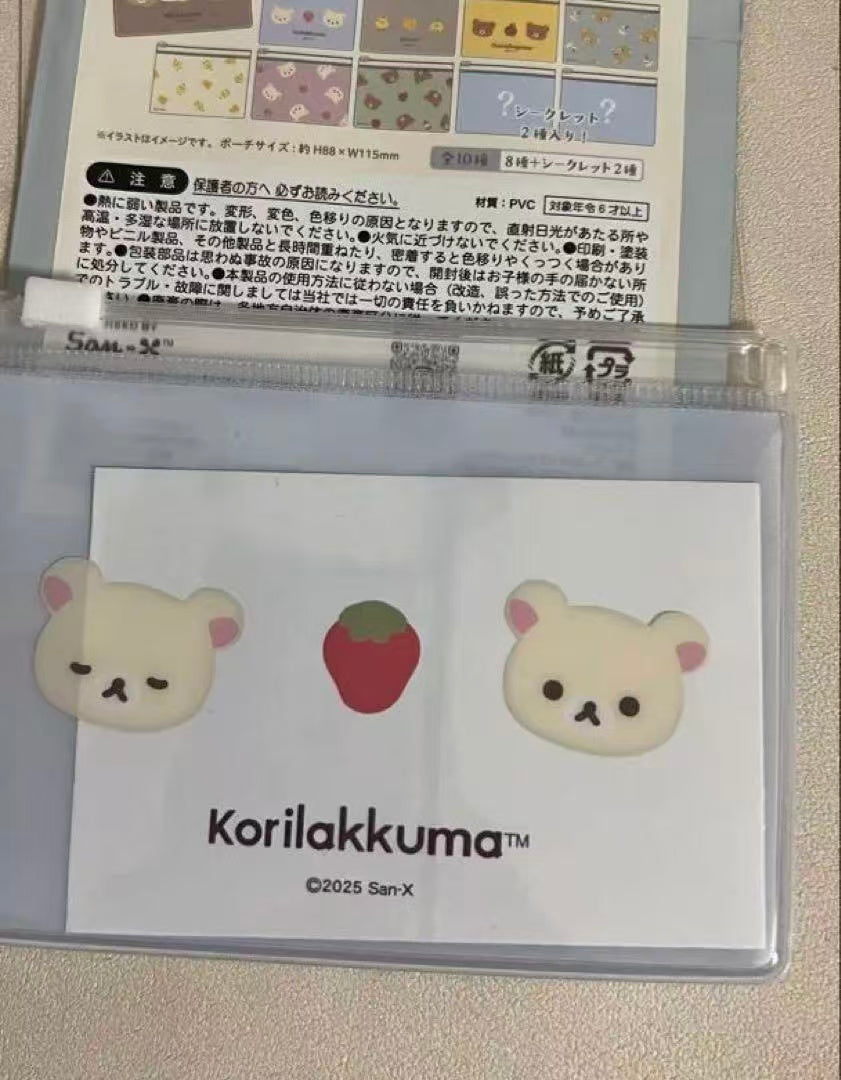 ?シークレット?
2種入り!
※イラストはイメージです。 ポーチサイズ:約 H88×W115mm
全10種 8種+シークレット2種
注意 保護者の方へ 必ずお読みください。
材質:PVC 対象年令6才以上
●熱に弱い製品です。変形、変色、色移りの原因となりますので、直射日光があたる所や
高温・多湿な場所に放置しないでください。●火気に近づけないでください。●印刷・塗装
物やビニル製品、その他製品と長時間重ねたり、密着すると色移りやくっつく場合があり
ます。●包装部品は思わぬ事故の原因になりますので、開封後はお子様の手の届かない所
に処分してください。●本製品の使用方法に従わない場合(改造、誤った方法でのご使用)
でのトラブル・故障に関しましては当社では一切の責任を負いかねますので、予めご了承
San-X™
紙 プラ
Korilakkuma™
©2025 San-X